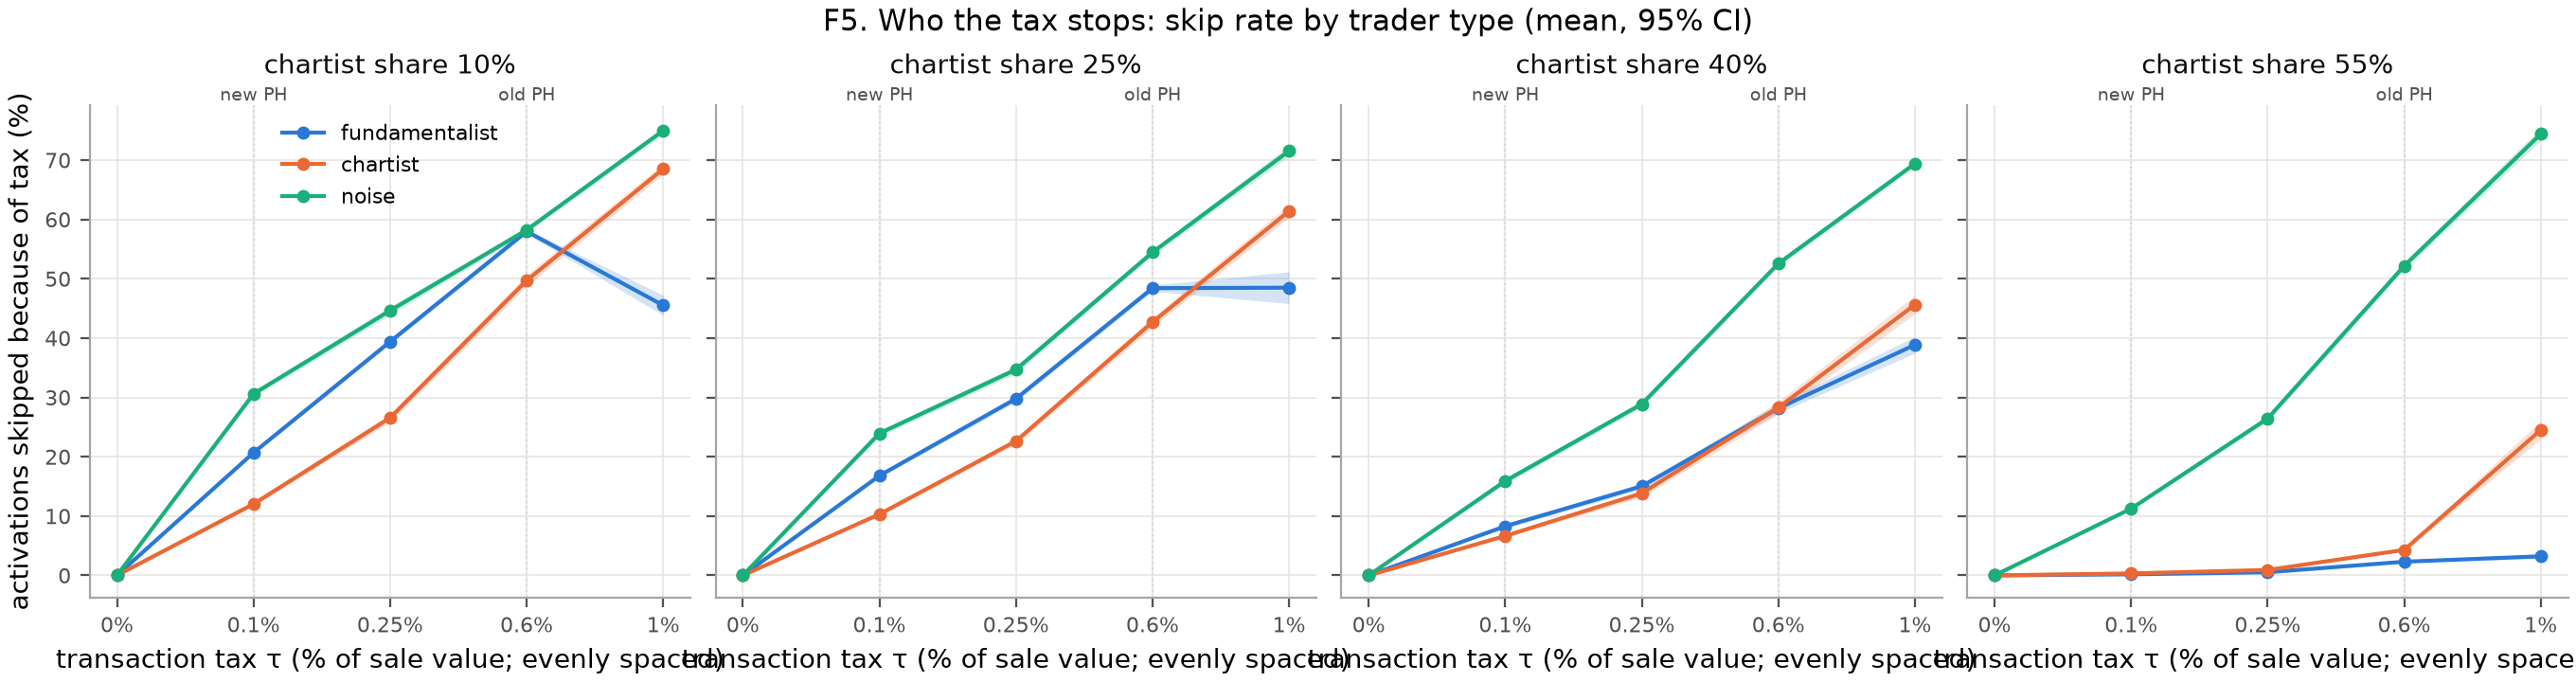 F5. Who the tax stops: skip rate by trader type (mean, 95% CI)
chartist share 10%
chartist share 25%
chartist share 40%
chartist share 55%
new PH
old PH
new PH
old PH
new PH
old PH
new PH
old PH
activations skipped because of tax (%)
fundamentalist
chartist
noise
70
60
50
40
30
20
10
0
0%
0.1%
0.25%
0.6%
1%
0%
0.1%
0.25%
0.6%
1%
0%
0.1%
0.25%
0.6%
1%
0%
0.1%
0.25%
0.6%
1%
transaction tax τ (% of sale value; evenly spaced)
transaction tax τ (% of sale value; evenly spaced)
transaction tax τ (% of sale value; evenly spaced)
transaction tax τ (% of sale value; evenly space